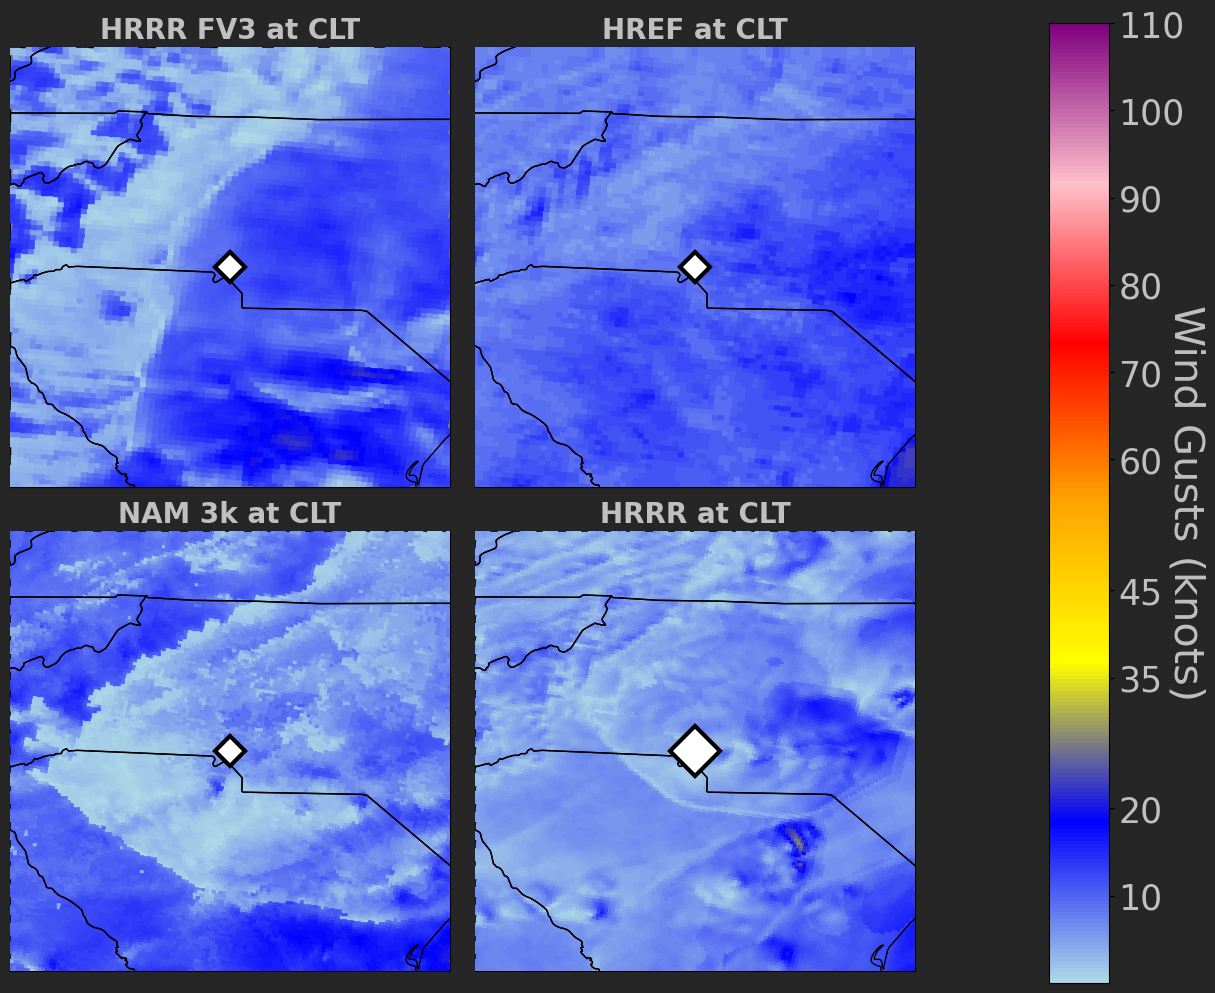 HRRR FV3 at CLT
HREF at CLT
NAM 3k at CLT
HRRR at CLT
110
100
90
80
70
60
45
35
20
10
Wind Gusts (knots)